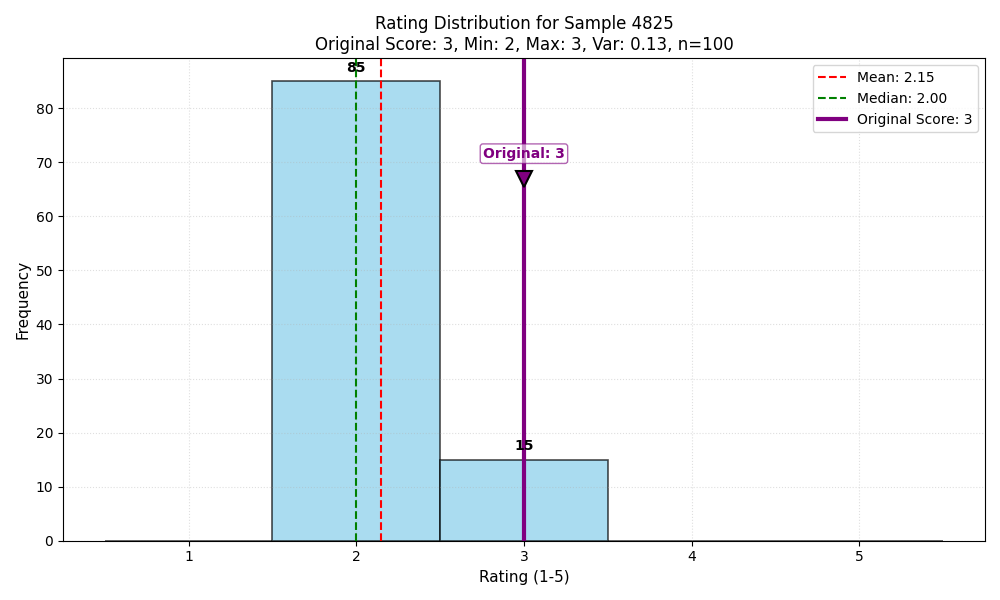 Rating Distribution for Sample 4825
Original Score: 3, Min: 2, Max: 3, Var: 0.13, n=100
Mean: 2.15
Median: 2.00
Original Score: 3
85
Original: 3
15
Frequency
80
70
60
50
40
30
20
10
0
1 2 3 4 5
Rating (1-5)